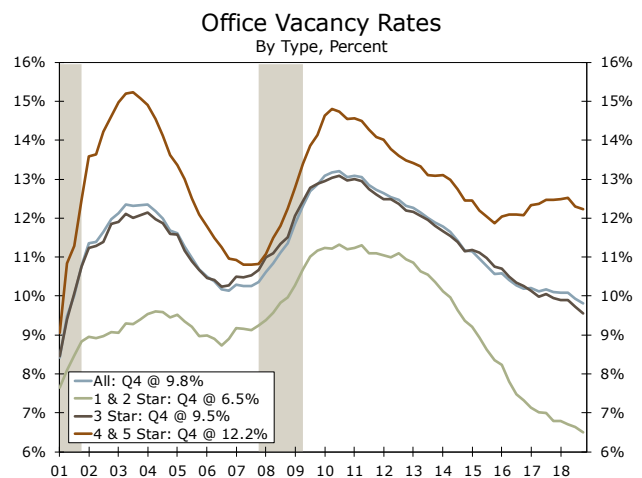 Office Vacancy Rates
By Type, Percent
16% 16%
15% 15%
14% 14%
13% 13%
12% 12%
11% 11%
10% 10%
9% 9%
8% 8%
7% 7%
6% 6%
All: Q4 @ 9.8%
1 & 2 Star: Q4 @ 6.5%
3 Star: Q4 @ 9.5%
4 & 5 Star: Q4 @ 12.2%
01 02 03 04 05 06 07 08 09 10 11 12 13 14 15 16 17 18